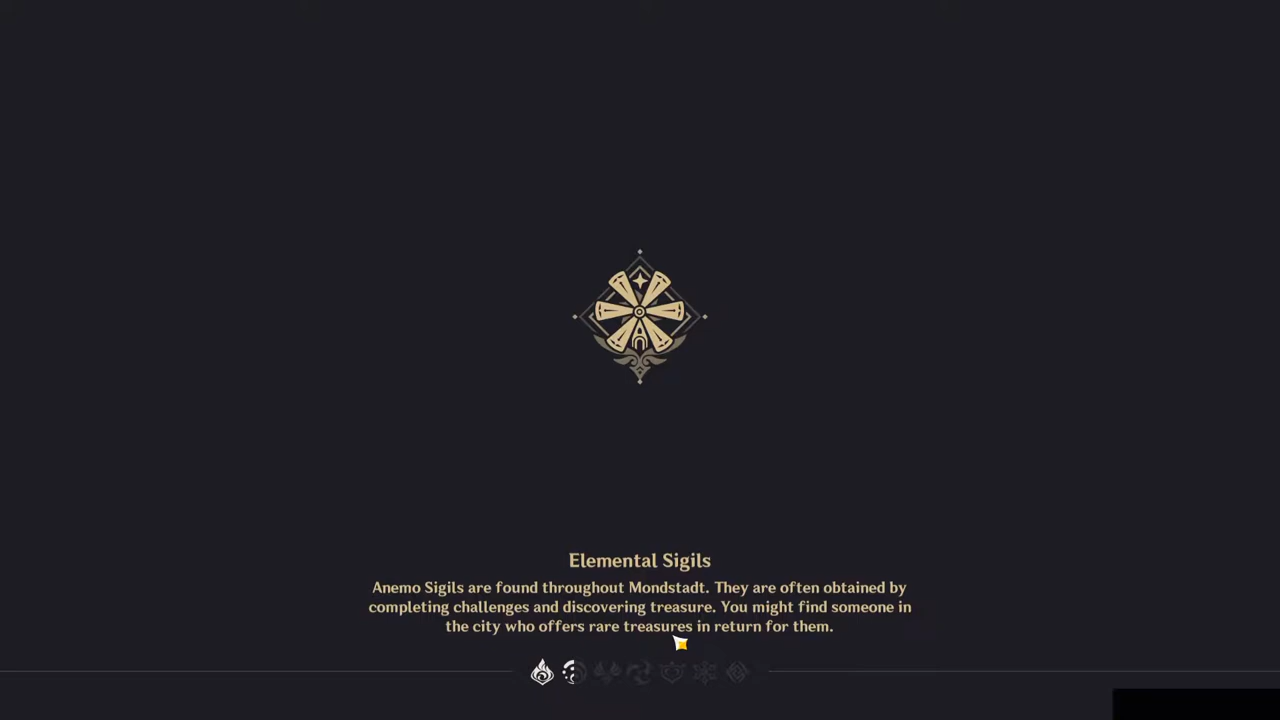 Elemental Sigils
Anemo Sigils are found throughout Mondstadt. They are often obtained by
completing challenges and discovering treasure. You might find someone in
the city who offers rare treasures in return for them.